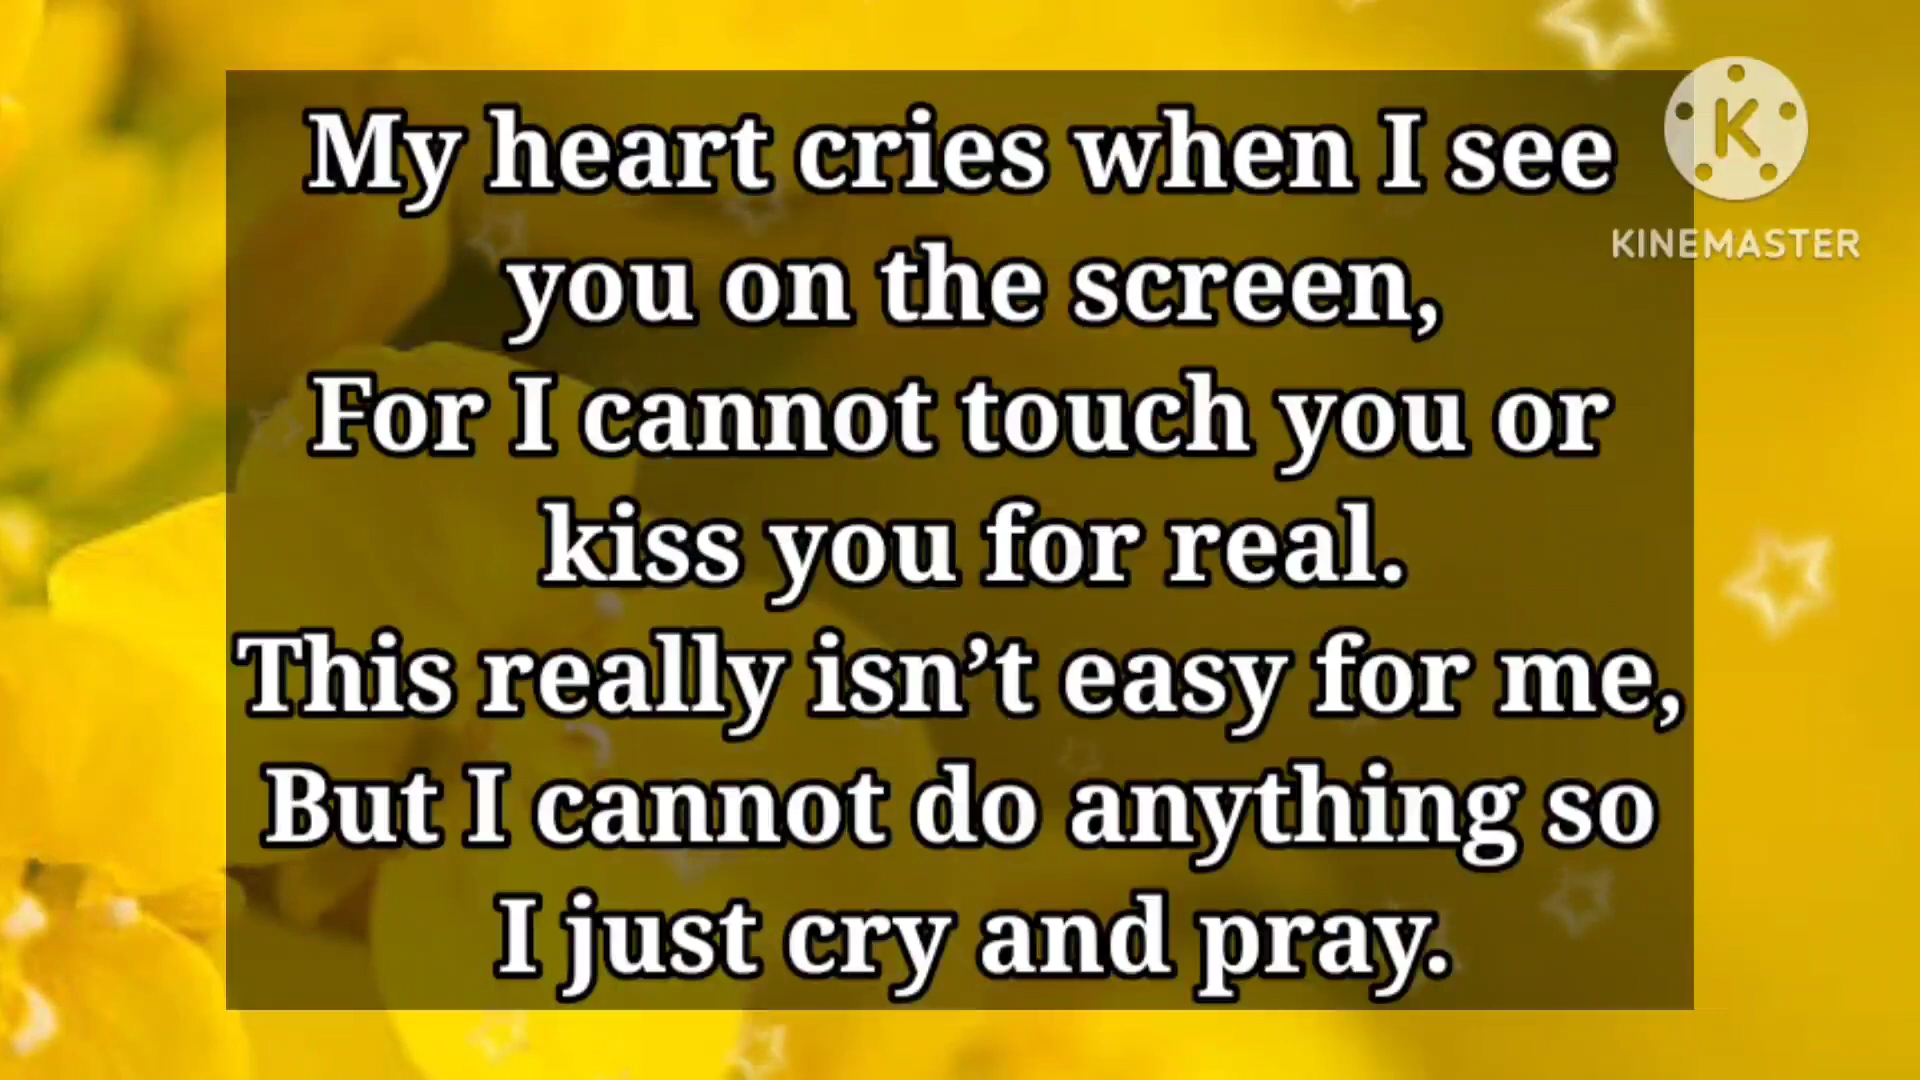 My heart cries when I see
you on the screen,
For I cannot touch you or
kiss you for real.
This really isn’t easy for me,
But I cannot do anything so
I just cry and pray.
K
KINEMASTER